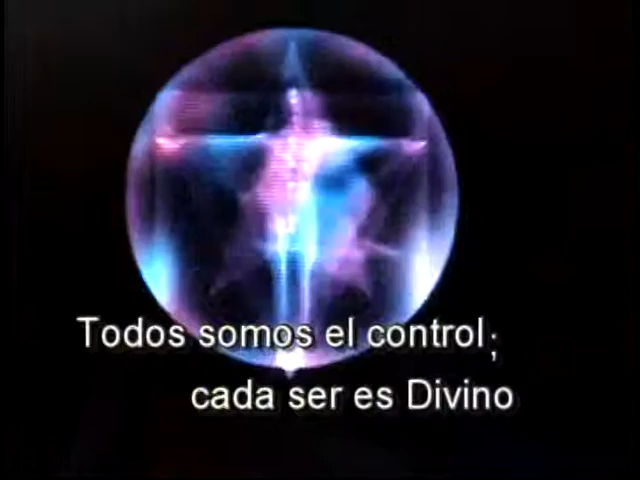 Todos somos el control;
cada ser es Divino